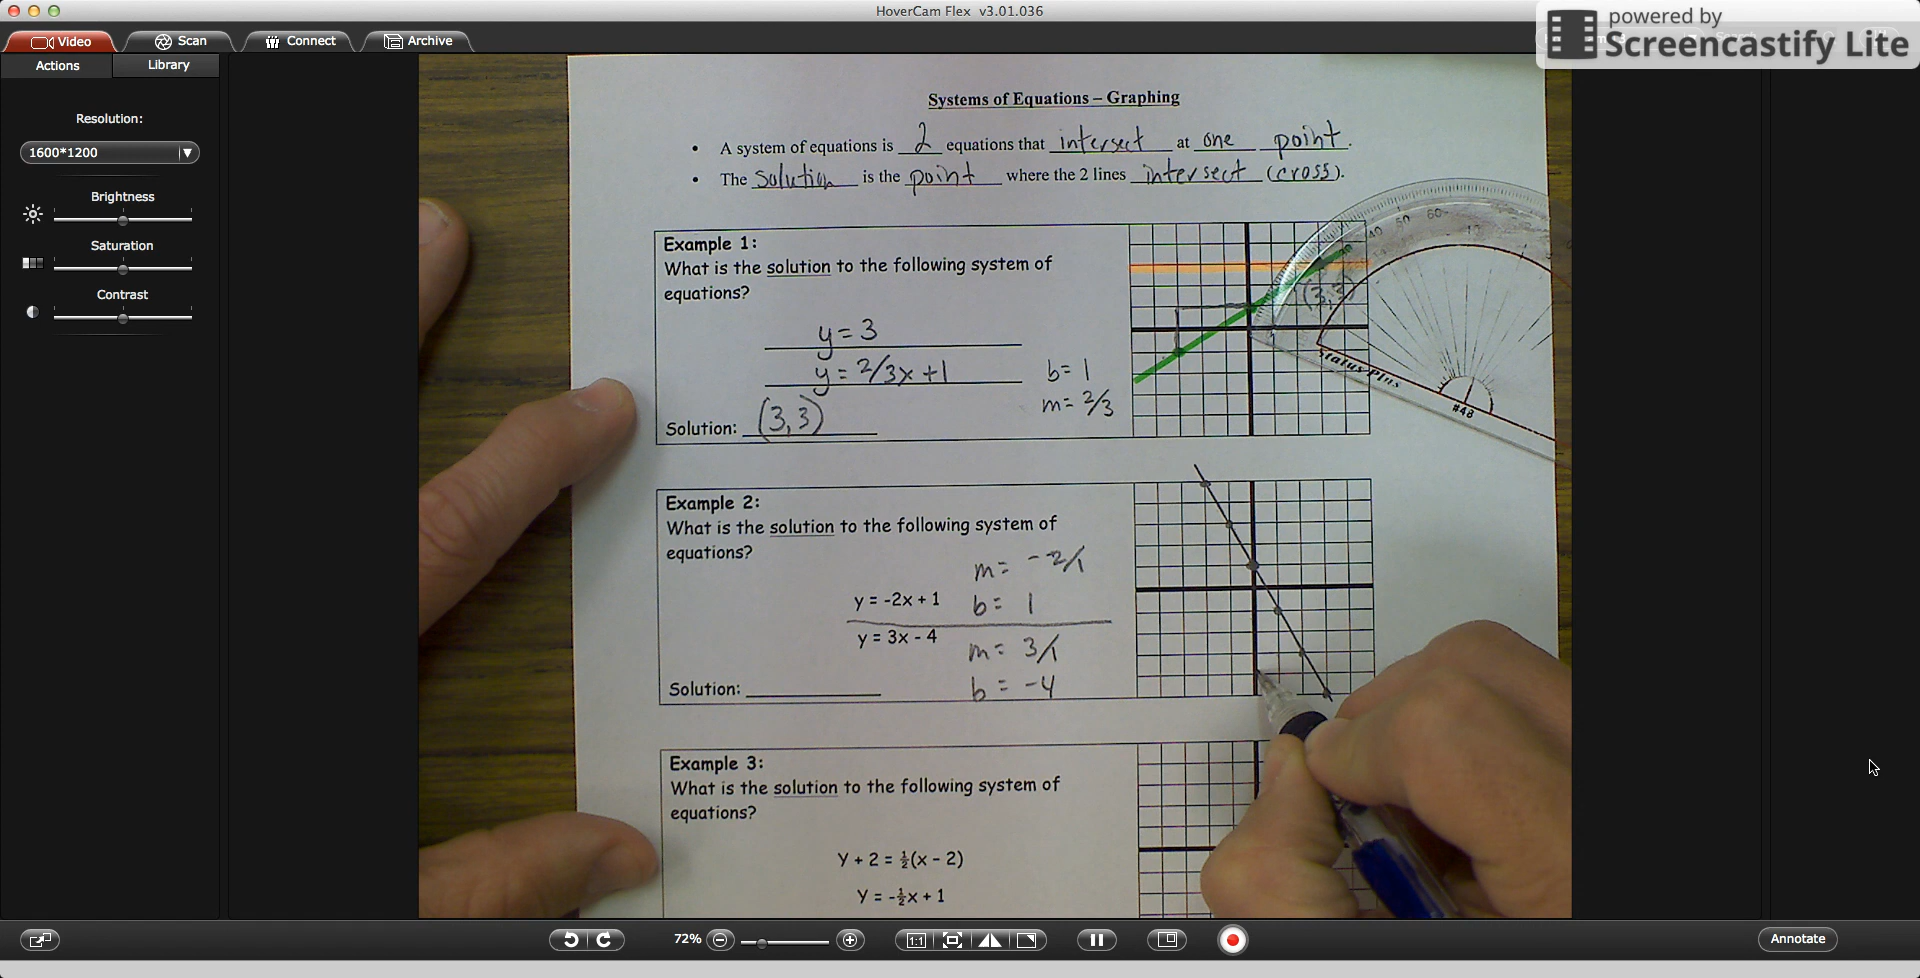 HoverCam Flex v3.01.036
powered by
Screencastify Lite
Video Scan Connect Archive
Actions Library
Resolution:
1600*1200
Brightness
Saturation
Contrast
Systems of Equations – Graphing
• A system of equations is 2 equations that intersect at one point.
• The solution is the point where the 2 lines intersect (cross).
Example 1:
What is the solution to the following system of
equations?
y = 3
y = 2/3x + 1
b = 1
m = 2/3
Solution: (3,3)
(3,3)
40 50 60
Status Plus
#48
Example 2:
What is the solution to the following system of
equations?
m = -2/1
y = -2x + 1 b = 1
y = 3x - 4 m = 3/1
Solution: b = -4
Example 3:
What is the solution to the following system of
equations?
Y + 2 = ½(x - 2)
Y = -½x + 1
72% 1:1
Annotate